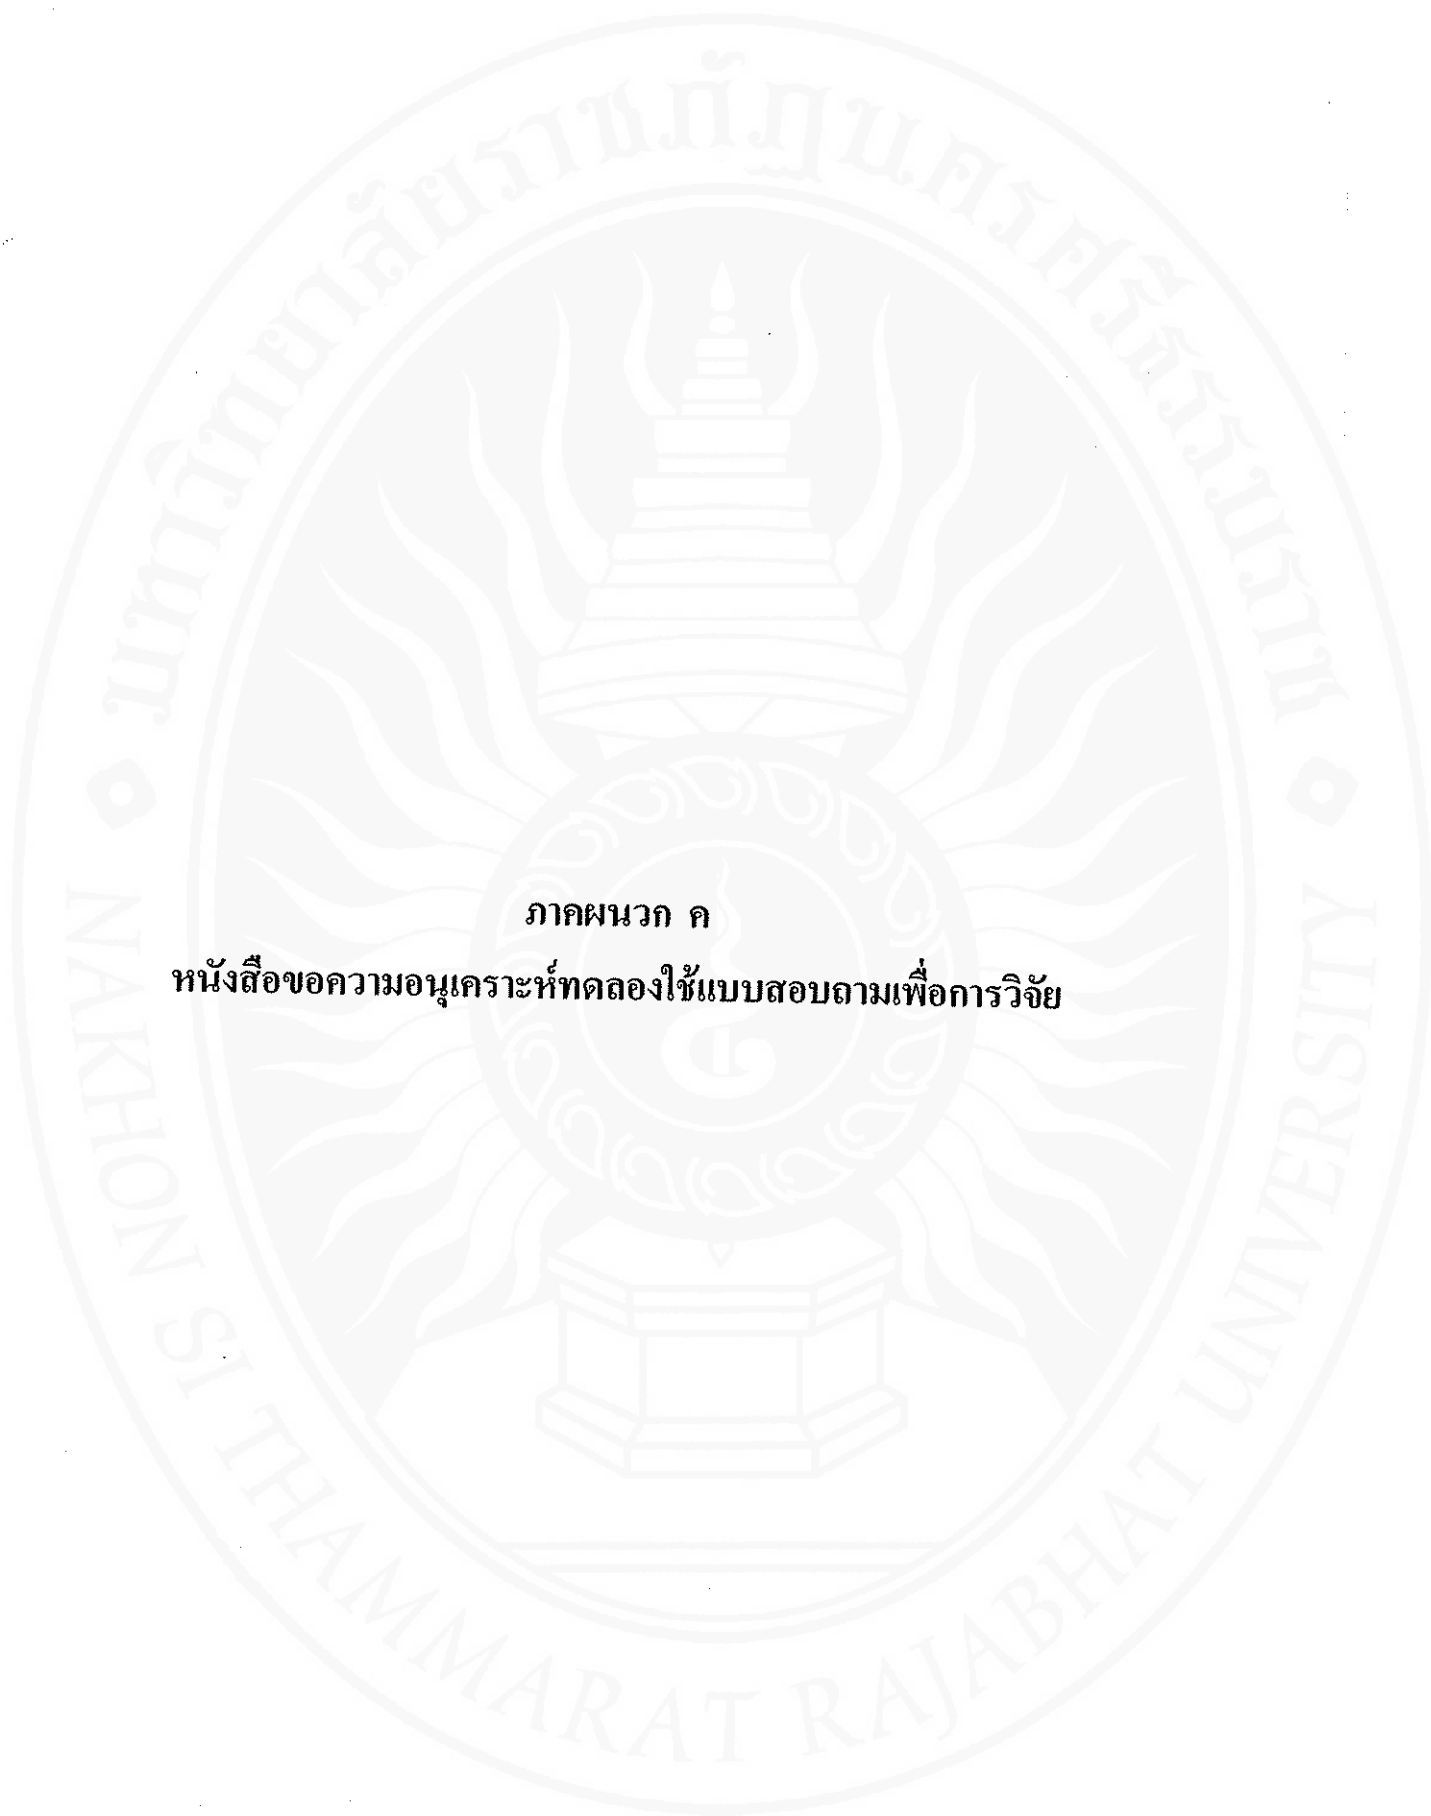 มหาวิทยาลัยราชภัฏนครศรีธรรมราช
ภาคผนวก ค
หนังสือขอความอนุเคราะห์ทดลองใช้แบบสอบถามเพื่อการวิจัย
NAKHON SI THAMMARAT RAJABHAT UNIVERSITY